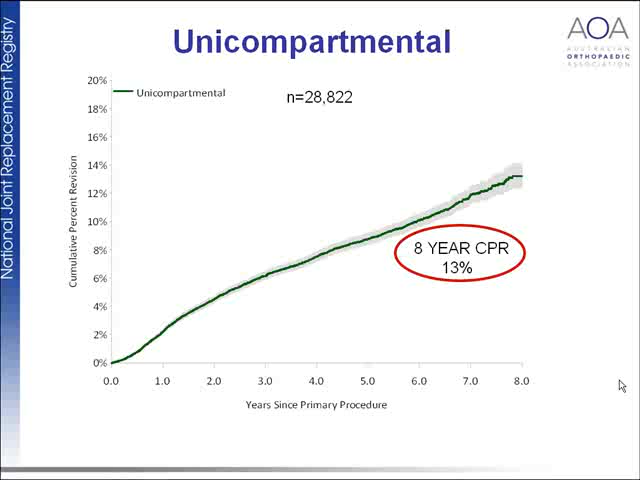 Unicompartmental
AOA
AUSTRALIAN
ORTHOPAEDIC
ASSOCIATION
National Joint Replacement Registry
Unicompartmental
n=28,822
Cumulative Percent Revision
20%
18%
16%
14%
12%
10%
8%
6%
4%
2%
0%
8 YEAR CPR
13%
0.0 1.0 2.0 3.0 4.0 5.0 6.0 7.0 8.0
Years Since Primary Procedure